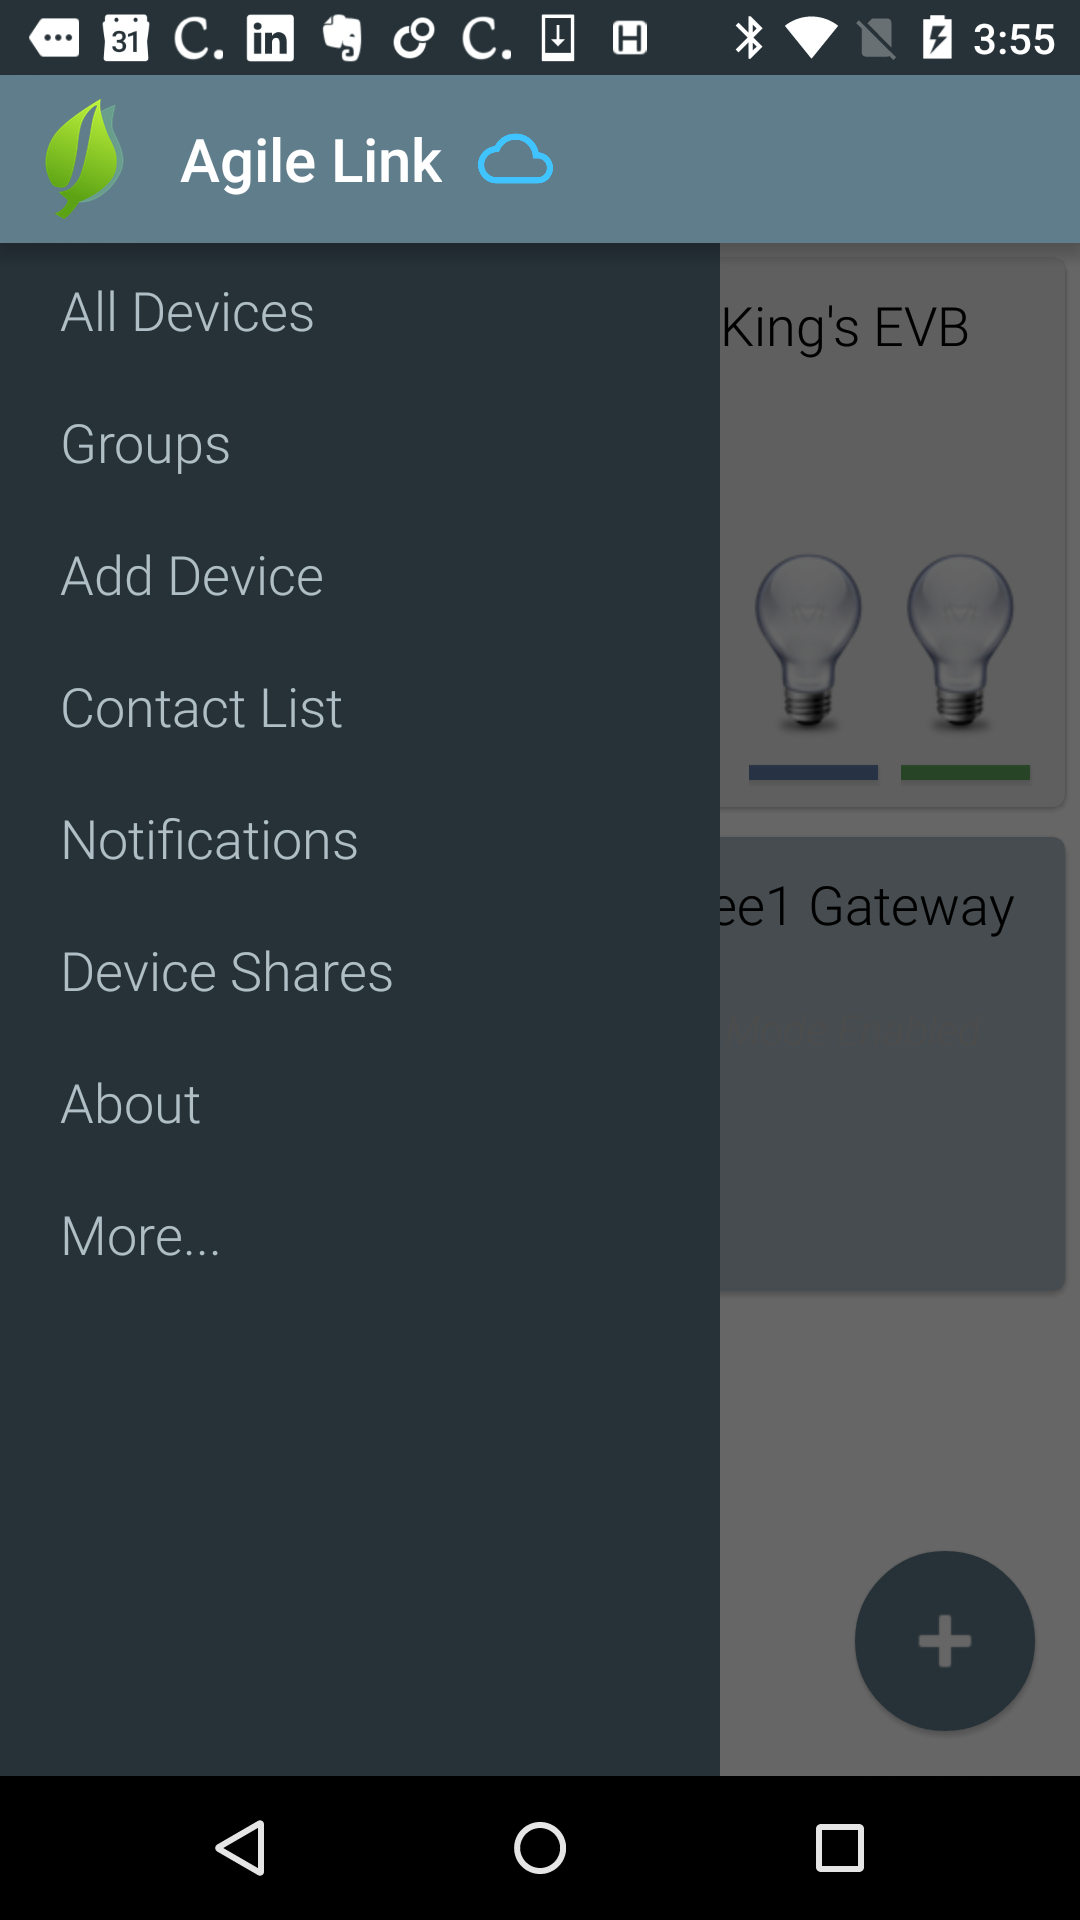 31 C. in C. H 3:55
Agile Link
All Devices
King's EVB
Groups
Add Device
Contact List
Notifications
ee1 Gateway
Device Shares
About
More...